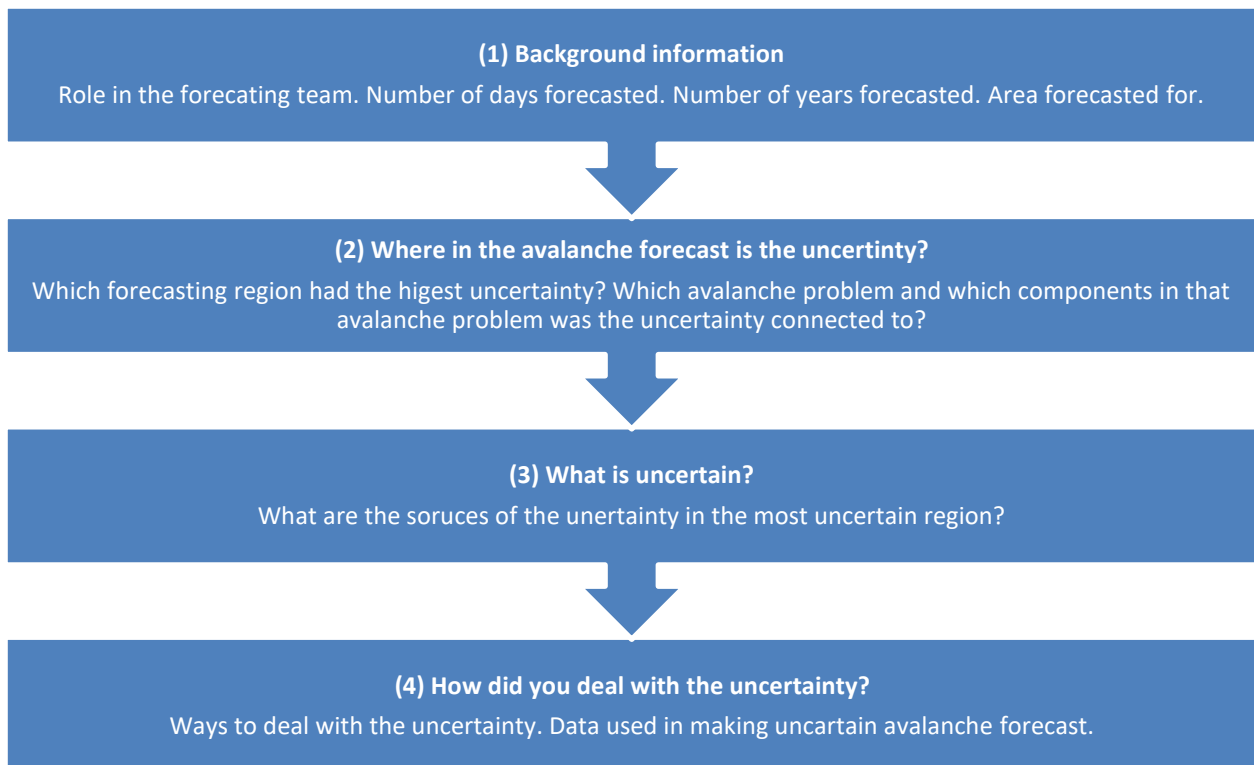 (1) Background information
Role in the forecating team. Number of days forecasted. Number of years forecasted. Area forecasted for.
(2) Where in the avalanche forecast is the uncertinty?
Which forecasting region had the higest uncertainty? Which avalanche problem and which components in that
avalanche problem was the uncertainty connected to?
(3) What is uncertain?
What are the soruces of the unertainty in the most uncertain region?
(4) How did you deal with the uncertainty?
Ways to deal with the uncertainty. Data used in making uncartain avalanche forecast.